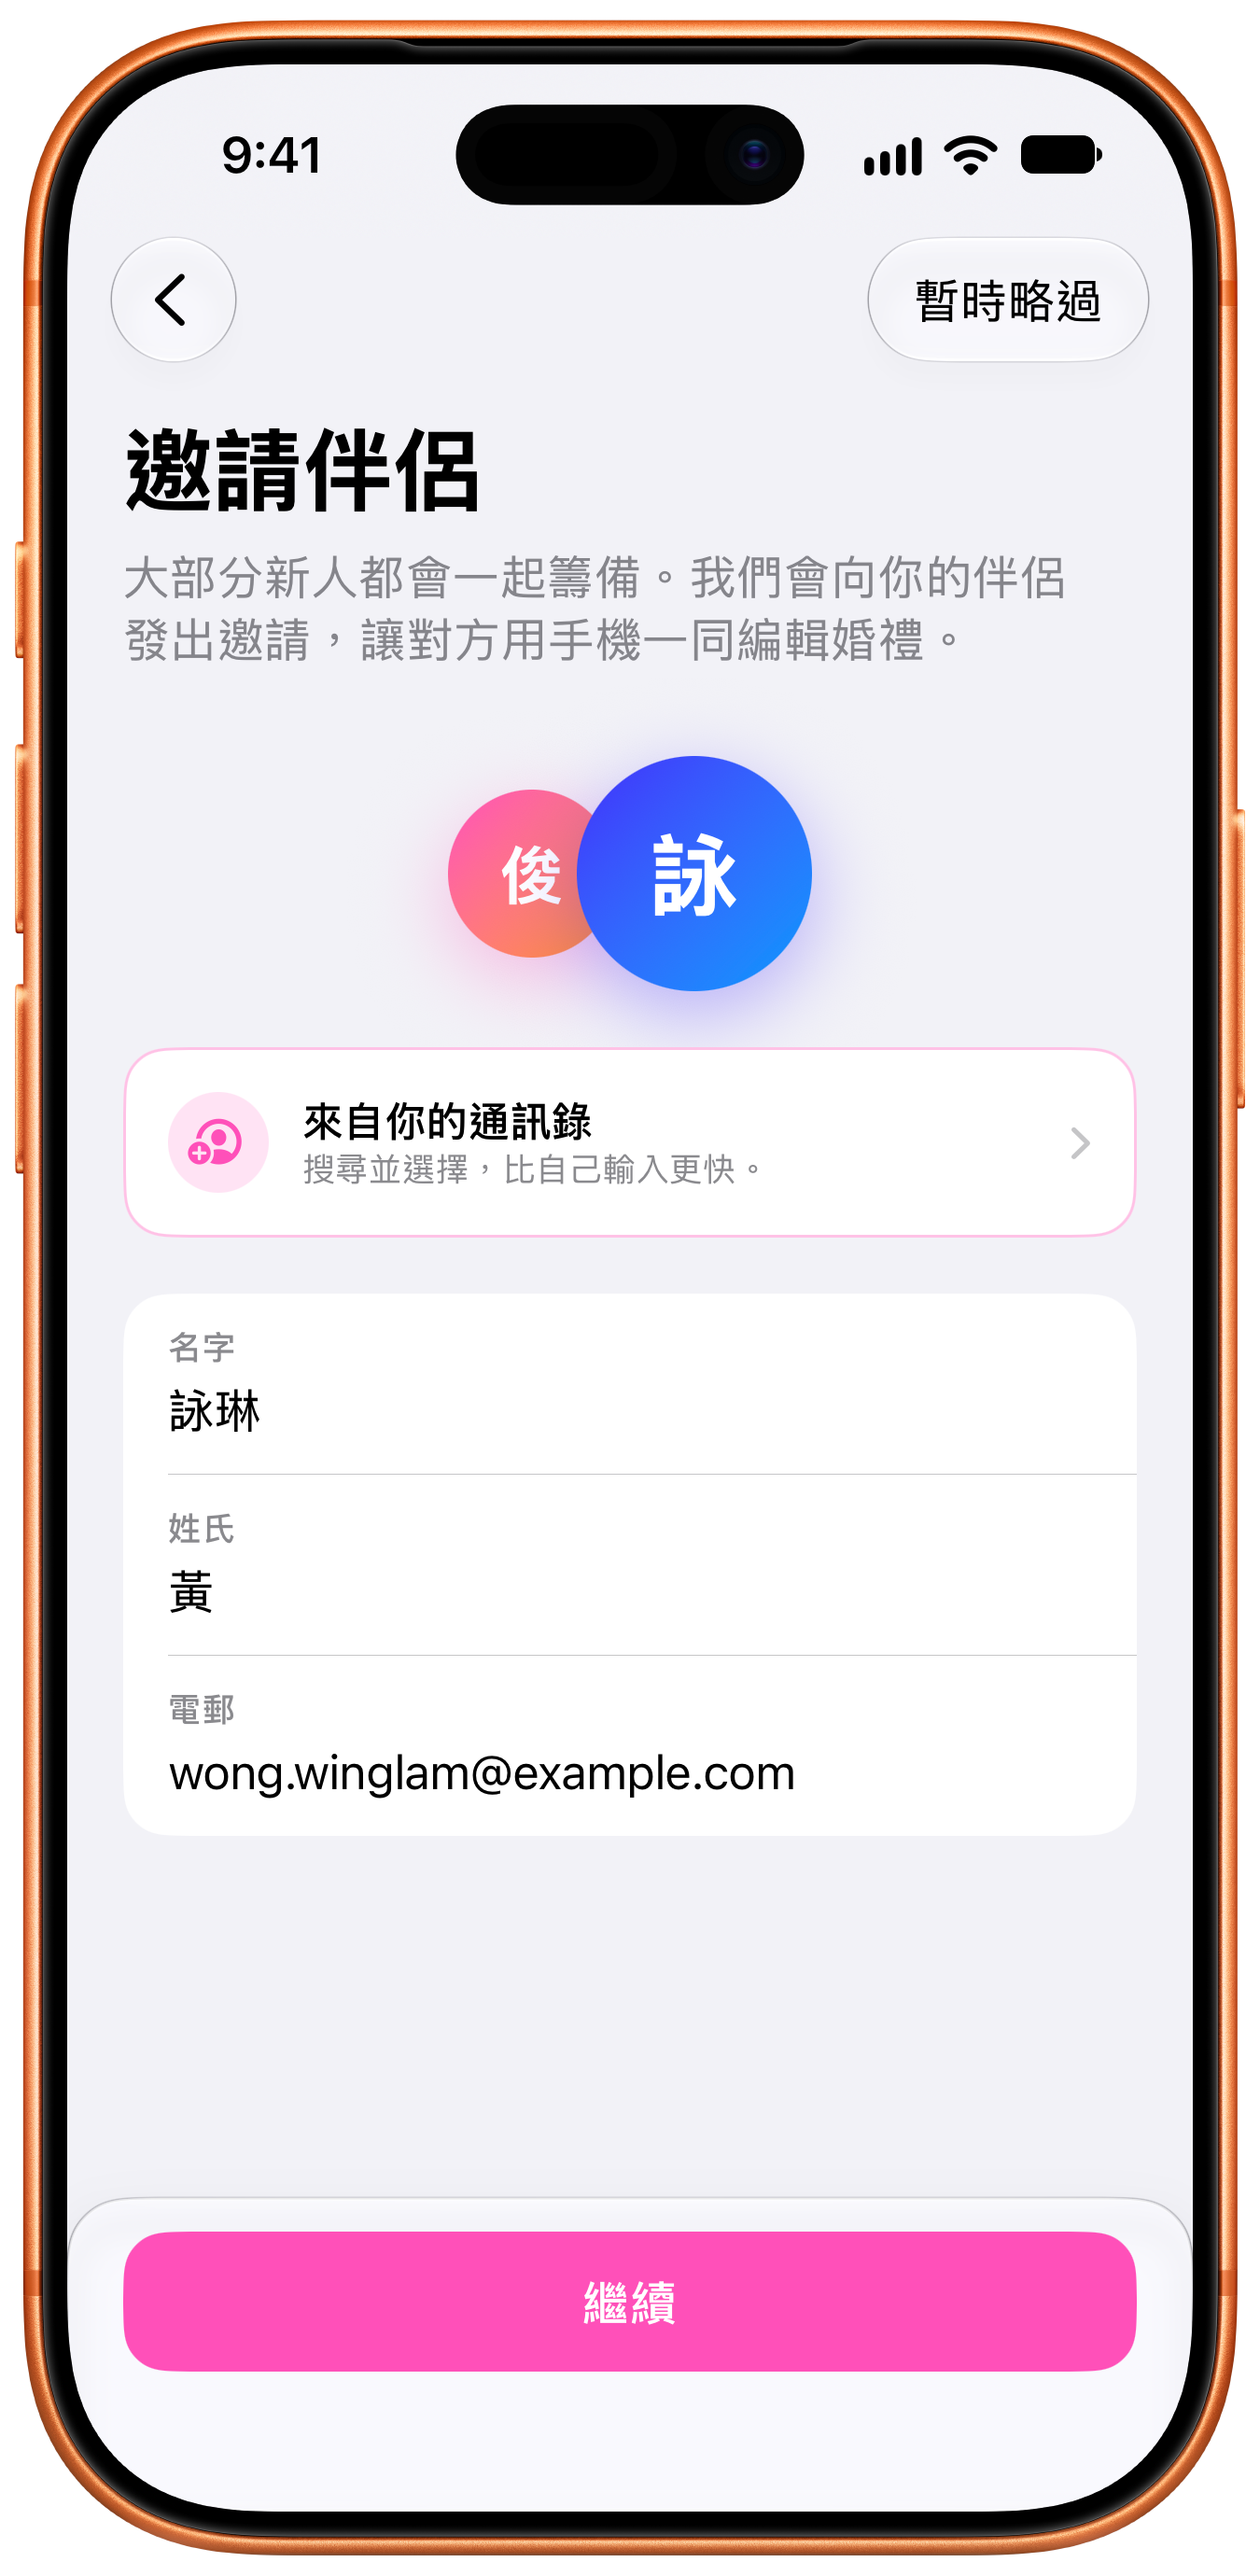 9:41
暫時略過
邀請伴侶
大部分新人都會一起籌備。我們會向你的伴侶
發出邀請，讓對方用手機一同編輯婚禮。
俊
詠
來自你的通訊錄
搜尋並選擇，比自己輸入更快。
名字
詠琳
姓氏
黃
電郵
wong.winglam@example.com
繼續